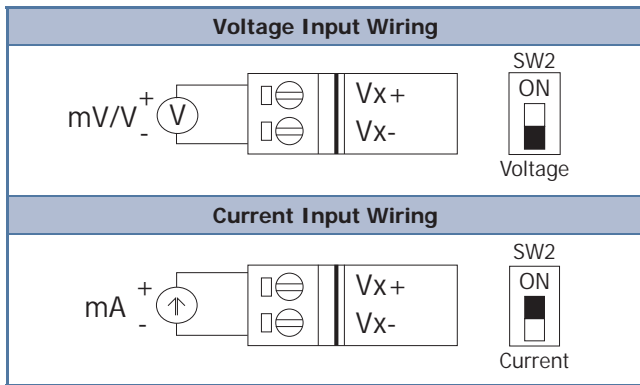 Voltage Input Wiring
SW2
ON
mV/V
+
-
V
Vx+
Vx-
Voltage
Current Input Wiring
SW2
ON
mA
+
-
Vx+
Vx-
Current